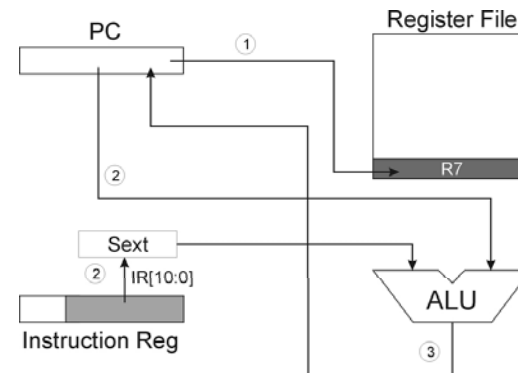 PC
Register File
1
R7
2
Sext
2
IR[10:0]
ALU
Instruction Reg
3